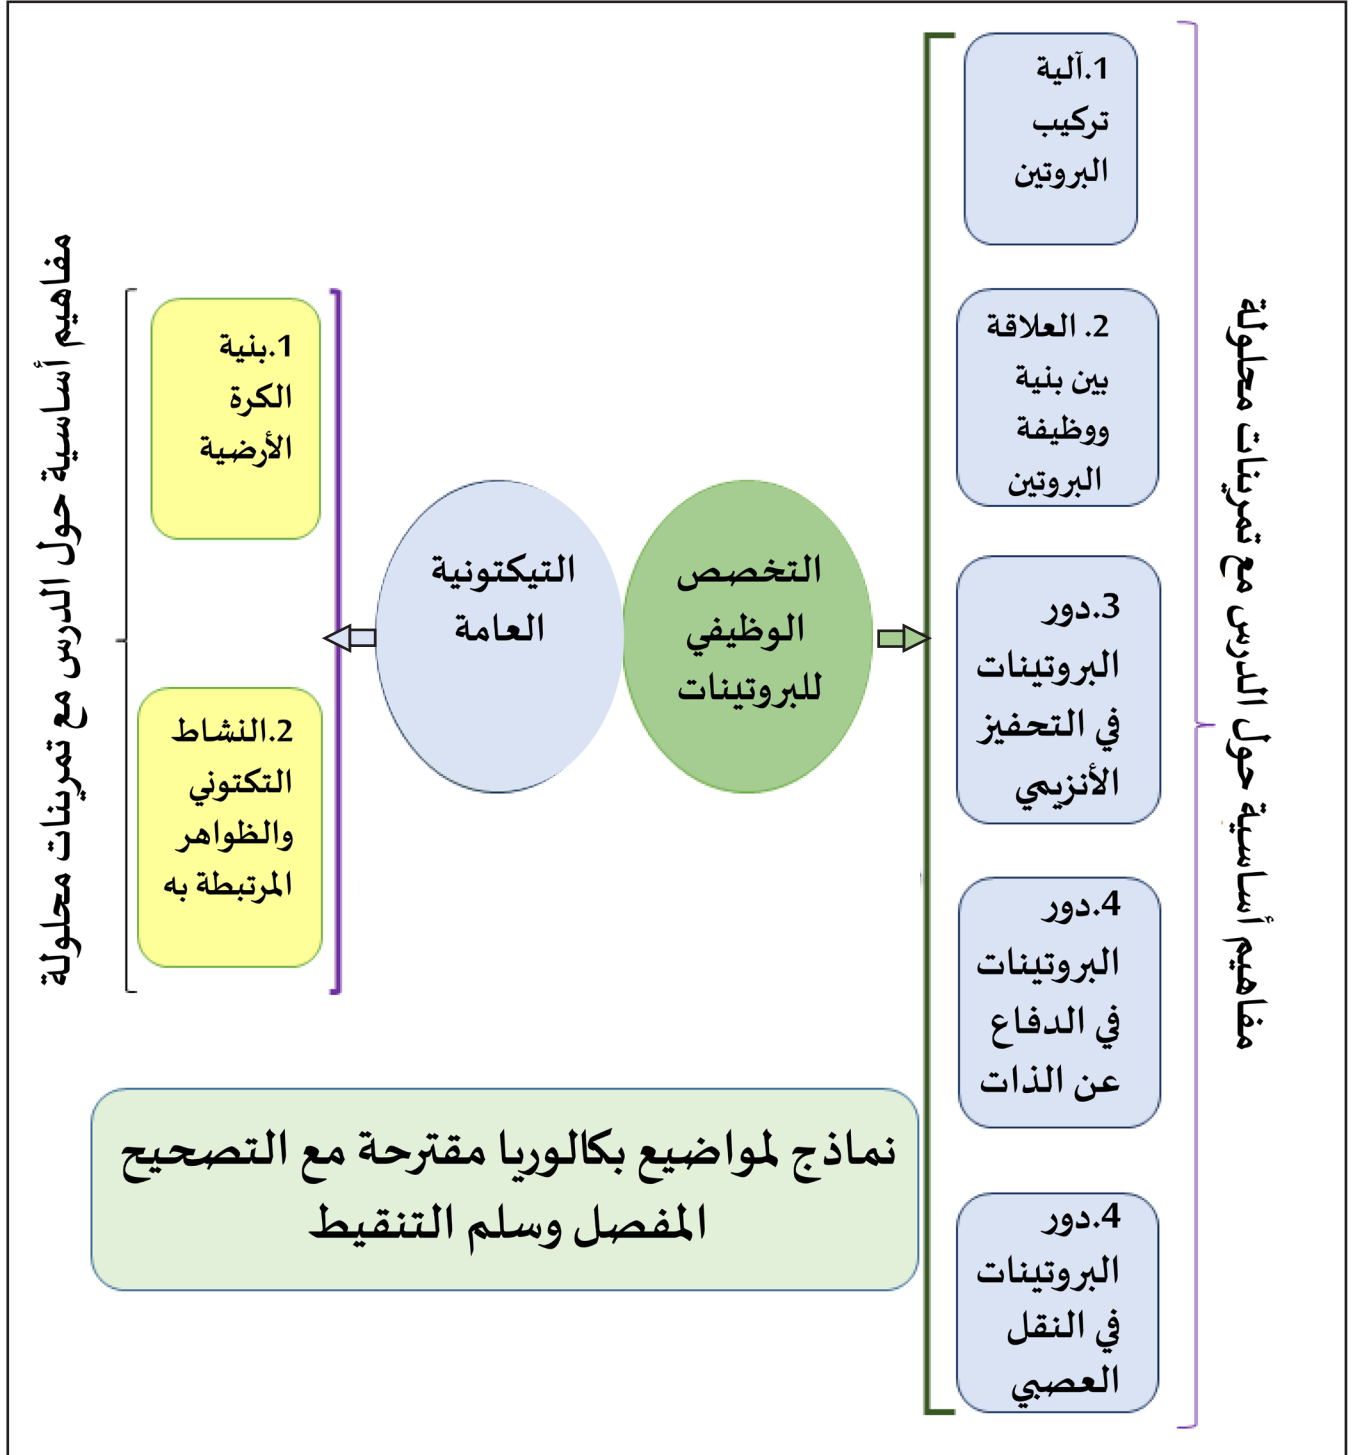 1.آلية
تركيب
البروتين
2. العلاقة
بين بنية
ووظيفة
البروتين
3.دور
البروتينات
في التحفيز
الأنزيمي
4.دور
البروتينات
في الدفاع
عن الذات
4.دور
البروتينات
في النقل
العصبي
مفاهيم أساسية حول الدرس مع تمرينات محلولة
التخصص
الوظيفي
للبروتينات
التيكتونية
العامة
1.بنية
الكرة
الأرضية
2.النشاط
التكتوني
والظواهر
المرتبطة به
مفاهيم أساسية حول الدرس مع تمرينات محلولة
نماذج لمواضيع بكالوريا مقترحة مع التصحيح
المفصل وسلم التنقيط